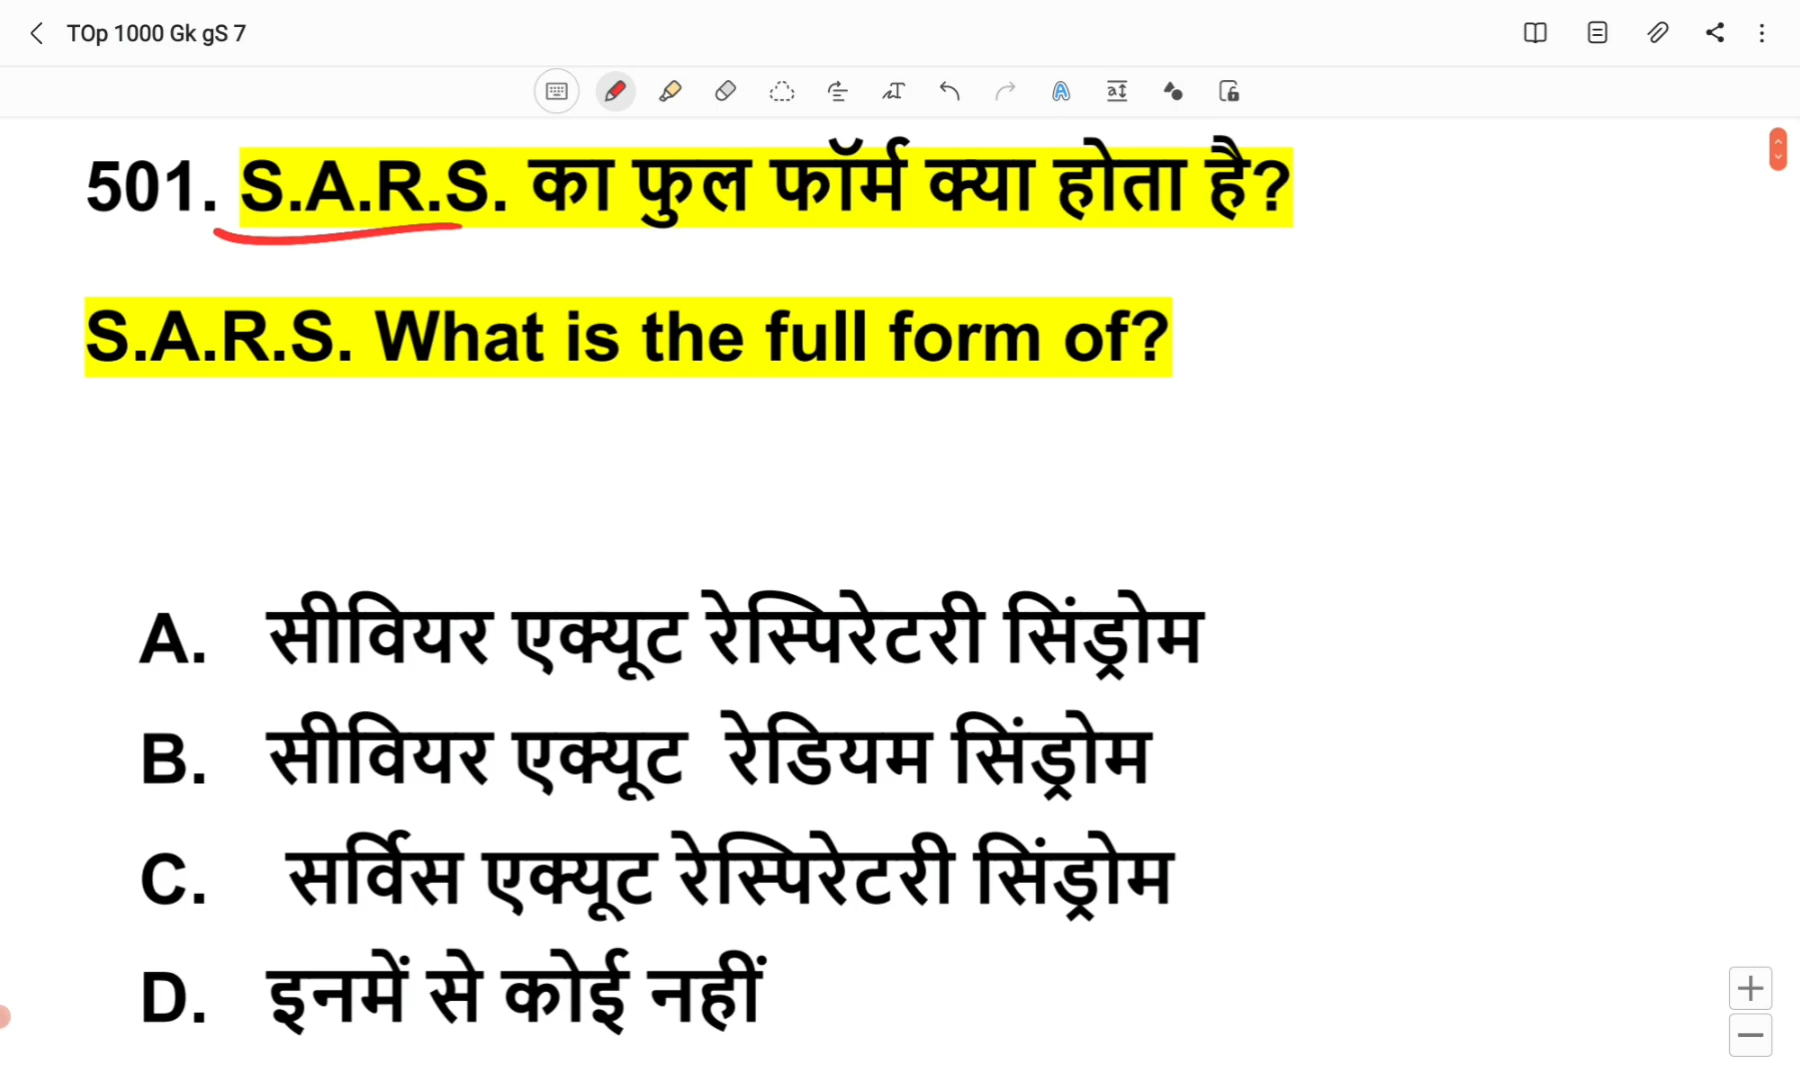 TOp 1000 Gk gS 7
501. S.A.R.S. का फुल फॉर्म क्या होता है?
S.A.R.S. What is the full form of?
A. सीवियर एक्यूट रेस्पिरेटरी सिंड्रोम
B. सीवियर एक्यूट रेडियम सिंड्रोम
C. सर्विस एक्यूट रेस्पिरेटरी सिंड्रोम
D. इनमें से कोई नहीं